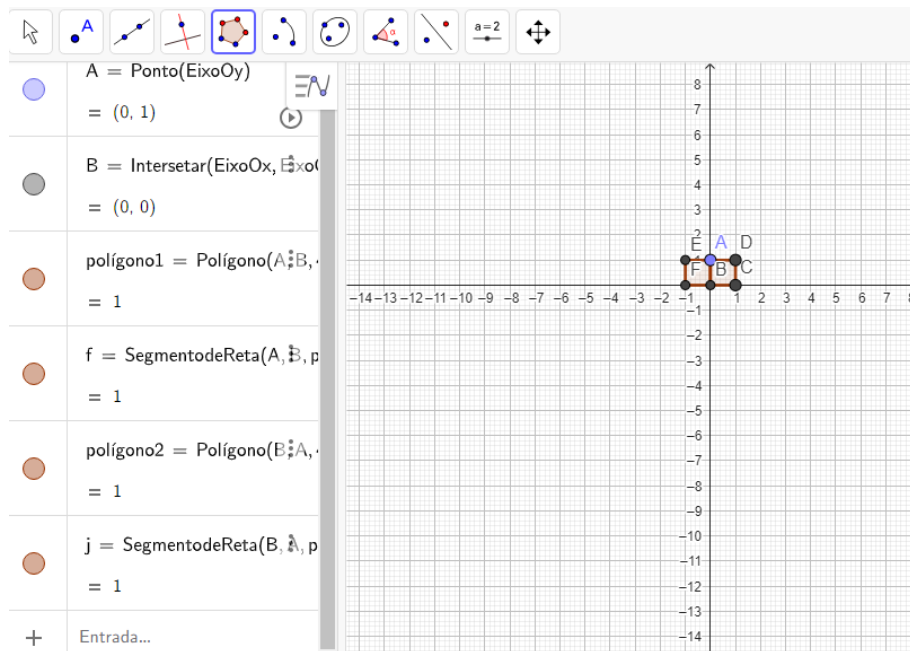 A
α
a=2
A = Ponto(EixoOy)
= (0, 1)
B = Intersetar(EixoOx, EixoO
= (0, 0)
polígono1 = Polígono(A, B,
= 1
f = SegmentodeReta(A, B, p
= 1
polígono2 = Polígono(B, A,
= 1
j = SegmentodeReta(B, A, p
= 1
+ Entrada...
8
7
6
5
4
3
2
E A D
F B C
−14 −13 −12 −11 −10 −9 −8 −7 −6 −5 −4 −3 −2 −1 1 2 3 4 5 6 7
−1
−2
−3
−4
−5
−6
−7
−8
−9
−10
−11
−12
−13
−14